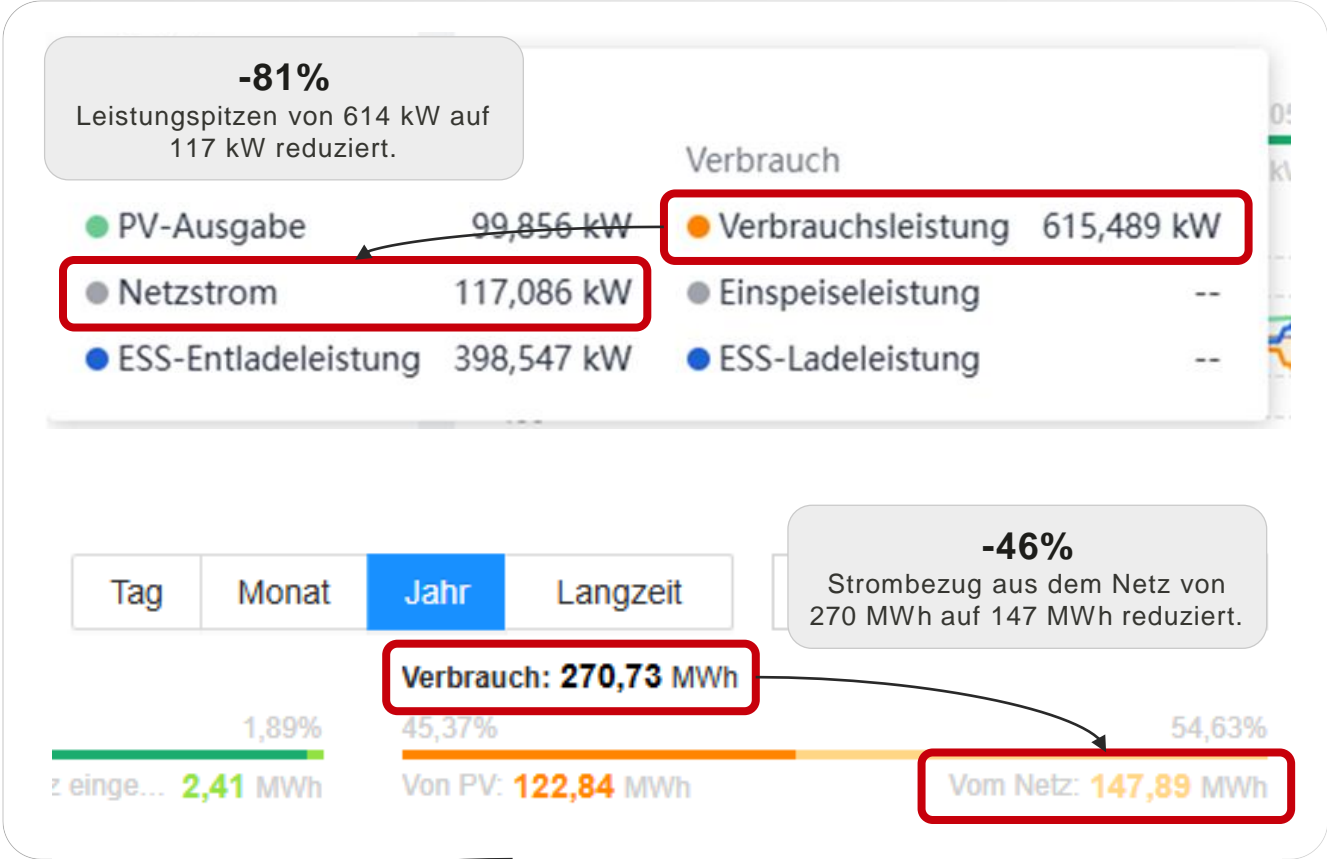 -81%
Leistungspitzen von 614 kW auf
117 kW reduziert.
Verbrauch
PV-Ausgabe 99,856 kW
Verbrauchsleistung 615,489 kW
Netzstrom 117,086 kW
Einspeiseleistung --
ESS-Entladeleistung 398,547 kW
ESS-Ladeleistung --
-46%
Strombezug aus dem Netz von
270 MWh auf 147 MWh reduziert.
Tag Monat Jahr Langzeit
Verbrauch: 270,73 MWh
1,89% 45,37% 54,63%
z einge... 2,41 MWh Von PV: 122,84 MWh Vom Netz: 147,89 MWh